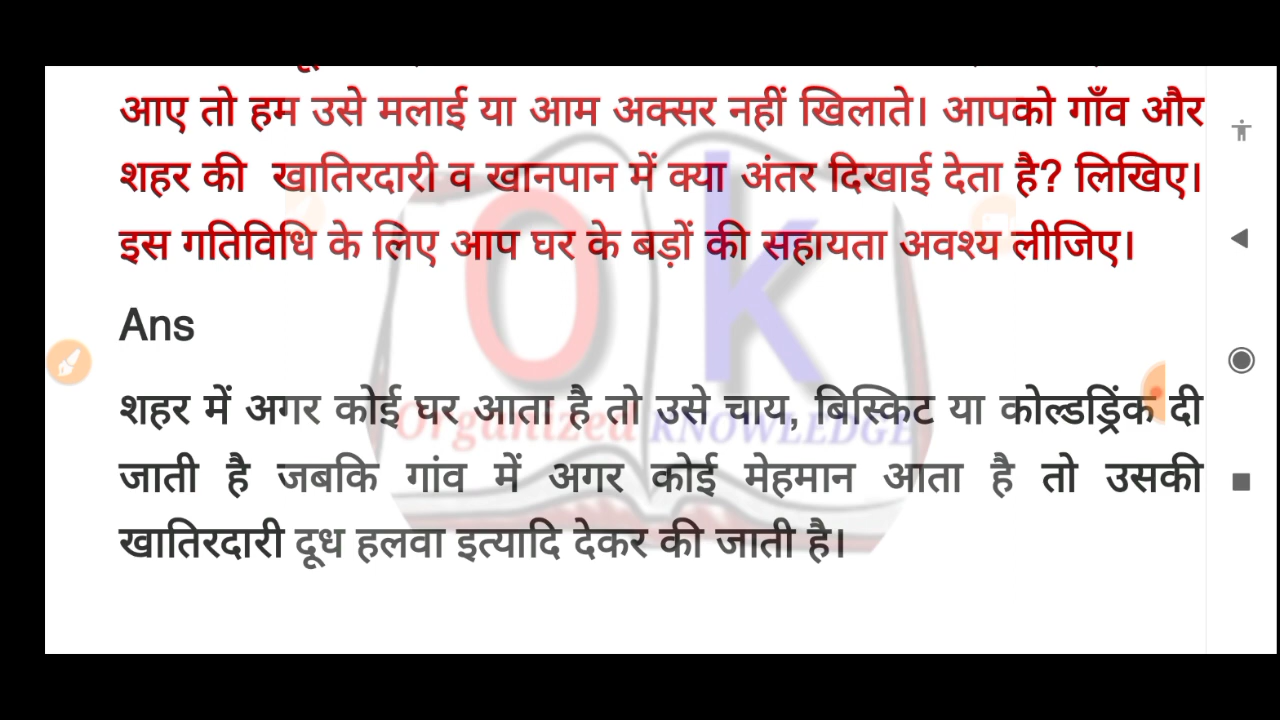 आए तो हम उसे मलाई या आम अक्सर नहीं खिलाते। आपको गाँव और
शहर की खातिरदारी व खानपान में क्या अंतर दिखाई देता है? लिखिए।
इस गतिविधि के लिए आप घर के बड़ों की सहायता अवश्य लीजिए।
Ans
शहर में अगर कोई घर आता है तो उसे चाय, बिस्किट या कोल्डड्रिंक दी
जाती है जबकि गांव में अगर कोई मेहमान आता है तो उसकी
खातिरदारी दूध हलवा इत्यादि देकर की जाती है।
O k
Organized KNOWLEDGE